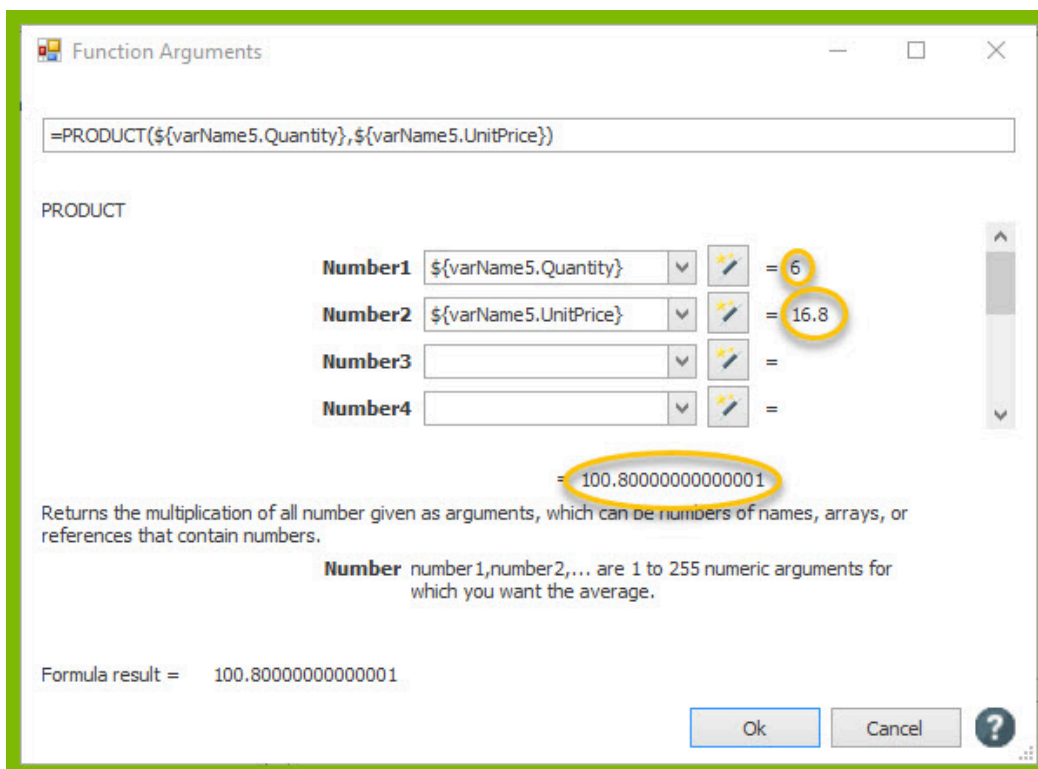 Function Arguments
=PRODUCT(${varName5.Quantity},${varName5.UnitPrice})
PRODUCT
Number1 ${varName5.Quantity} = 6
Number2 ${varName5.UnitPrice} = 16.8
Number3 =
Number4 =
= 100.80000000000001
Returns the multiplication of all number given as arguments, which can be numbers of names, arrays, or
references that contain numbers.
Number number1,number2,... are 1 to 255 numeric arguments for
which you want the average.
Formula result = 100.80000000000001
Ok Cancel ?